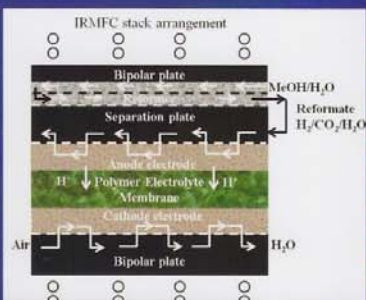 IRMFC stack arrangement
Bipolar plate
MeOH/H₂O
Reformer
Reformate
H₂/CO₂/H₂O
Separation plate
Anode electrode
H⁺ Polymer Electrolyte H⁺
Membrane
Cathode electrode
Air
H₂O
Bipolar plate